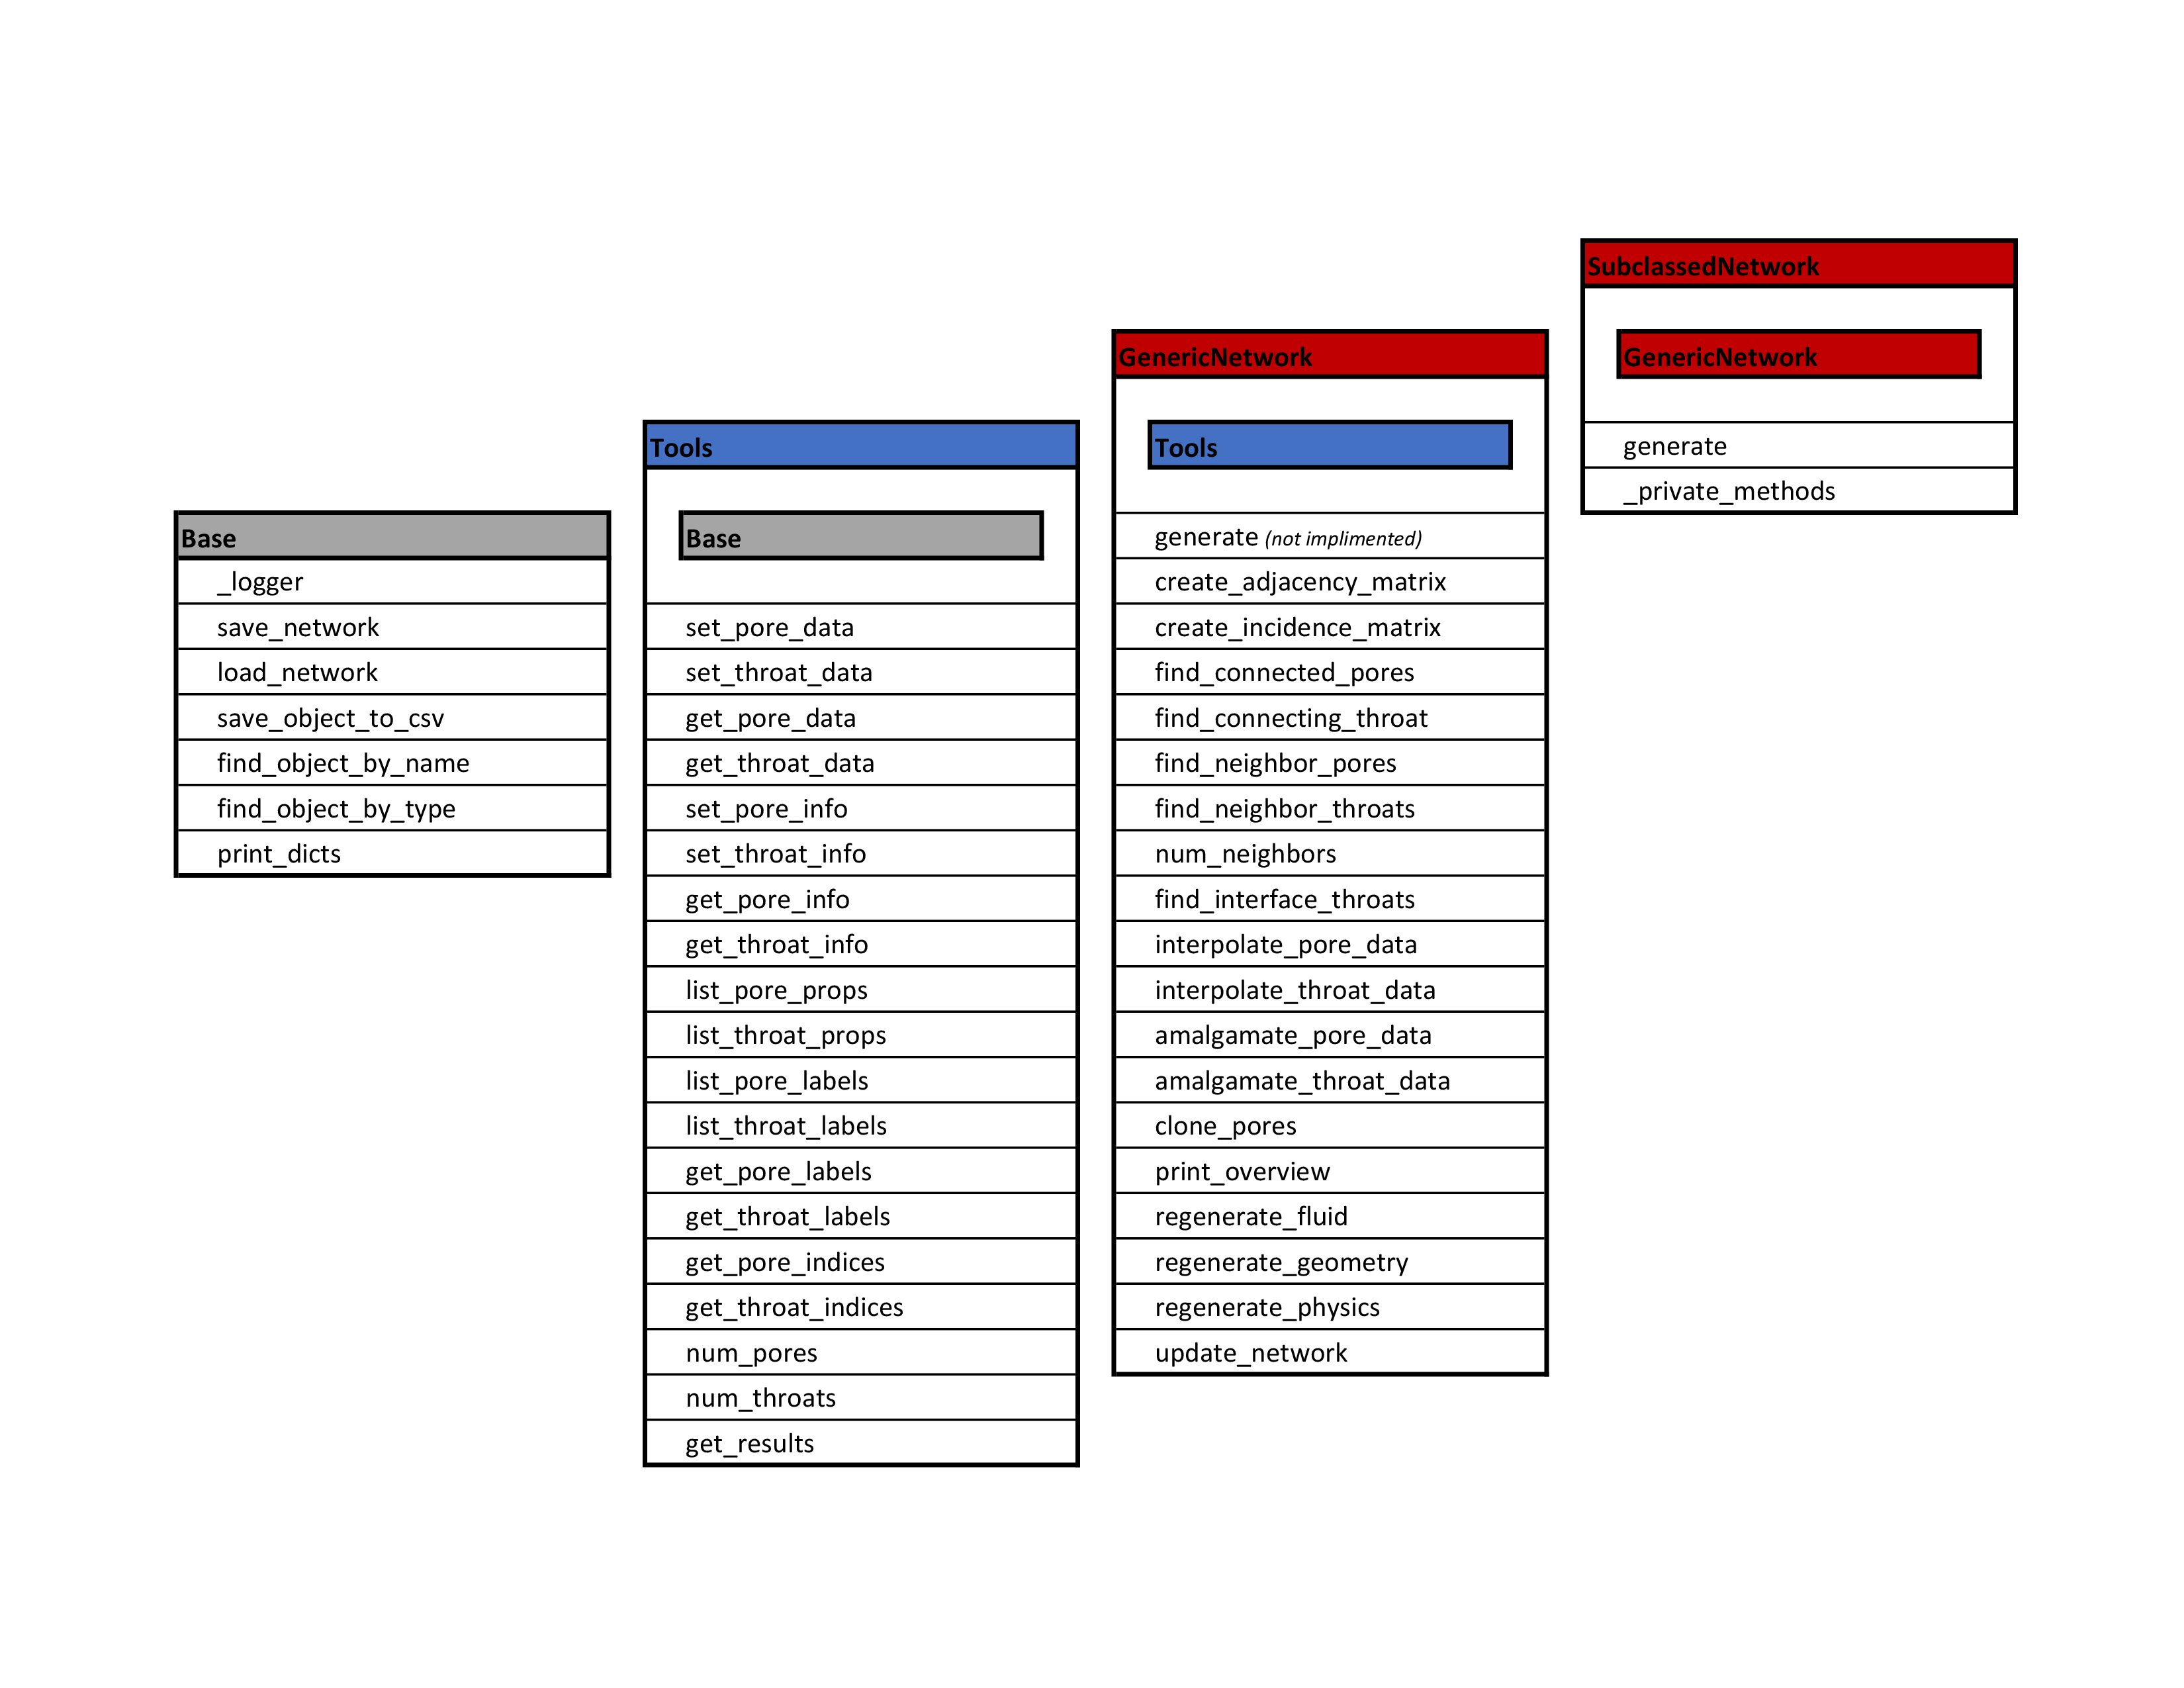 Base
_logger
save_network
load_network
save_object_to_csv
find_object_by_name
find_object_by_type
print_dicts
Tools
Base
set_pore_data
set_throat_data
get_pore_data
get_throat_data
set_pore_info
set_throat_info
get_pore_info
get_throat_info
list_pore_props
list_throat_props
list_pore_labels
list_throat_labels
get_pore_labels
get_throat_labels
get_pore_indices
get_throat_indices
num_pores
num_throats
get_results
GenericNetwork
Tools
generate (not implimented)
create_adjacency_matrix
create_incidence_matrix
find_connected_pores
find_connecting_throat
find_neighbor_pores
find_neighbor_throats
num_neighbors
find_interface_throats
interpolate_pore_data
interpolate_throat_data
amalgamate_pore_data
amalgamate_throat_data
clone_pores
print_overview
regenerate_fluid
regenerate_geometry
regenerate_physics
update_network
SubclassedNetwork
GenericNetwork
generate
_private_methods